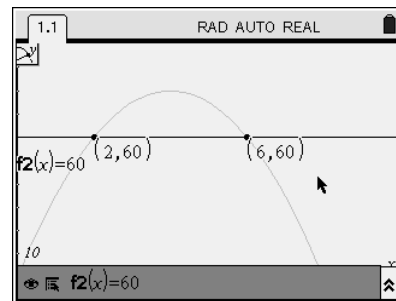 1.1 RAD AUTO REAL
y
(2,60) (6,60)
f2(x)=60
10
x
f2(x)=60